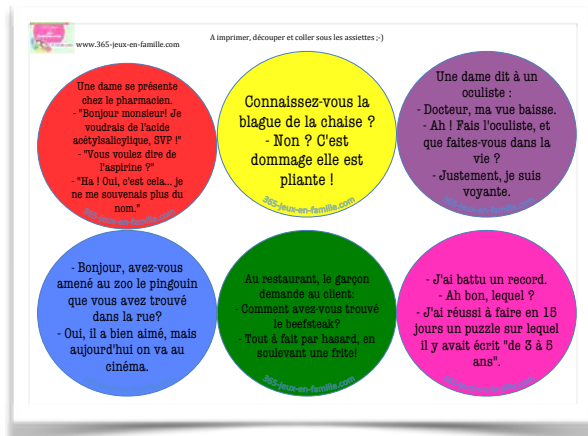 www.365-jeux-en-famille.com
A imprimer, découper et coller sous les assiettes ;-)
Une dame se présente
chez le pharmacien.
- "Bonjour monsieur! Je
voudrais de l'acide
acétylsalicylique, SVP !"
- "Vous voulez dire de
l'aspirine ?"
- "Ha ! Oui, c'est cela... je
ne me souvenais plus du
nom."
365-jeux-en-famille.com
Connaissez-vous la
blague de la chaise ?
- Non ? C'est
dommage elle est
pliante !
365-jeux-en-famille.com
Une dame dit à un
oculiste :
- Docteur, ma vue baisse.
- Ah ! Fais l'oculiste, et
que faites-vous dans la
vie ?
- Justement, je suis
voyante.
365-jeux-en-famille.com
- Bonjour, avez-vous
amené au zoo le pingouin
que vous avez trouvé
dans la rue?
- Oui, il a bien aimé, mais
aujourd'hui on va au
cinéma.
365-jeux-en-famille.com
Au restaurant, le garçon
demande au client:
- Comment avez-vous trouvé
le beefsteak?
- Tout à fait par hasard, en
soulevant une frite!
365-jeux-en-famille.com
- J'ai battu un record.
- Ah bon, lequel ?
- J'ai réussi à faire en 15
jours un puzzle sur lequel
il y avait écrit "de 3 à 5
ans".
365-jeux-en-famille.com